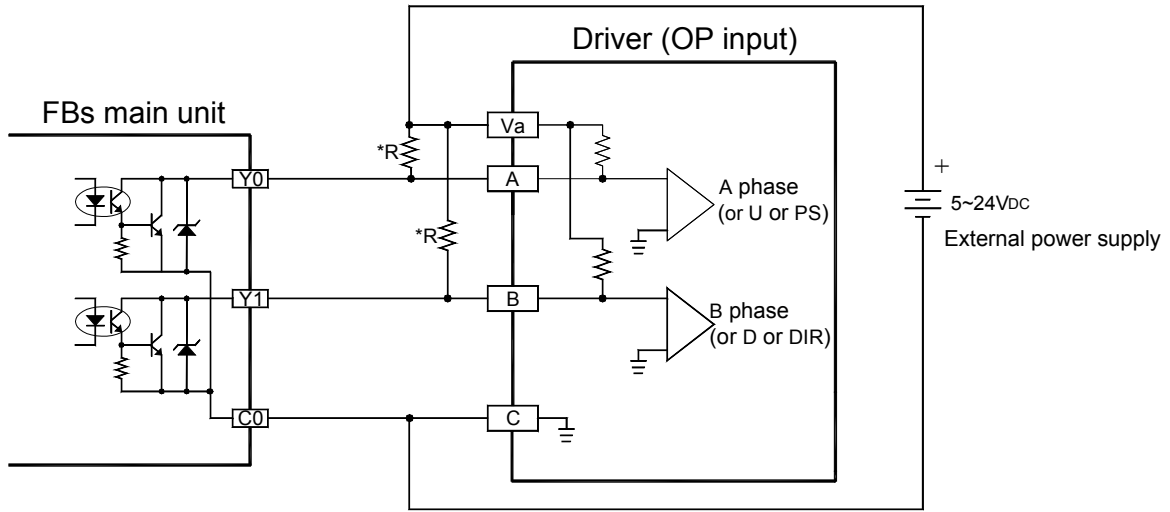 Driver (OP input)
FBs main unit
Va
*R
Y0
A
A phase
(or U or PS)
+
5~24VDC
External power supply
*R
Y1
B
B phase
(or D or DIR)
C0
C